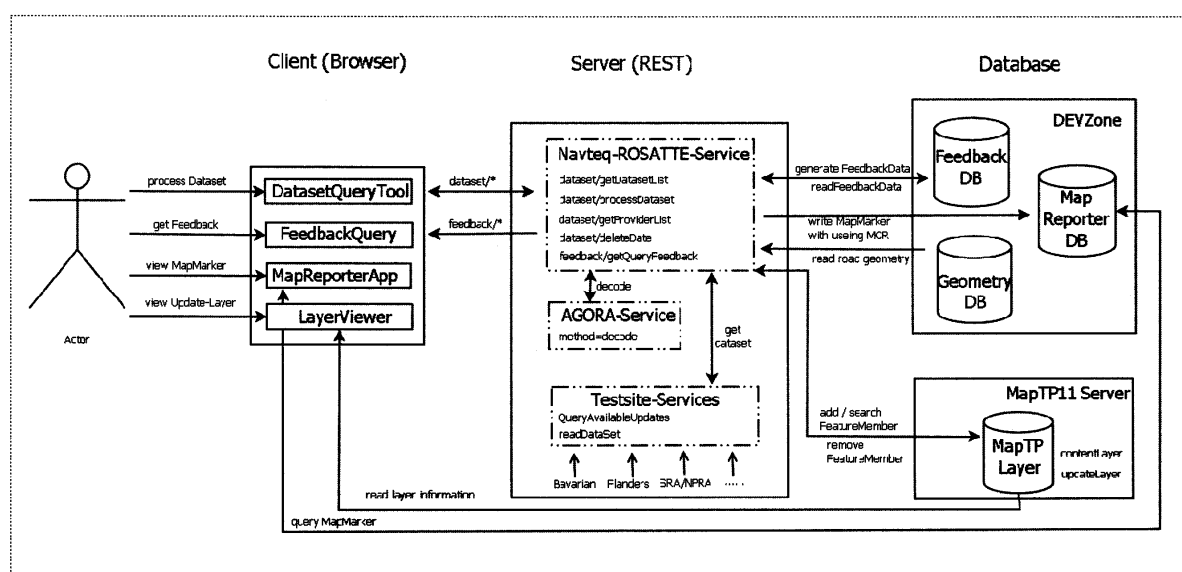 Client (Browser)
Server (REST)
Database
DEVZone
Feedback
DB
Map
Reporter
DB
Geometry
DB
Navteq-ROSATTE-Service
dataset/getDatasetList
dataset/processDataset
dataset/getProviderList
dataset/deleteDate
feedback/getQueryFeedback
generate FeedbackData
readFeedbackData
write MapMarker
with useing MCR
read road geometry
process Dataset
DatasetQueryTool
dataset/*
get Feedback
FeedbackQuery
feedback/*
view MapMarker
MapReporterApp
view Update-Layer
LayerViewer
Actor
decode
AGORA-Service
method=decode
get
dataset
Testsite-Services
QueryAvailableUpdates
readDataSet
Bavarian
Flanders
SRA/NPRA
.....
add / search
FeatureMember
remove
FeatureMember
MapTP11 Server
MapTP
Layer
contentLayer
updateLayer
read layer information
query MapMarker